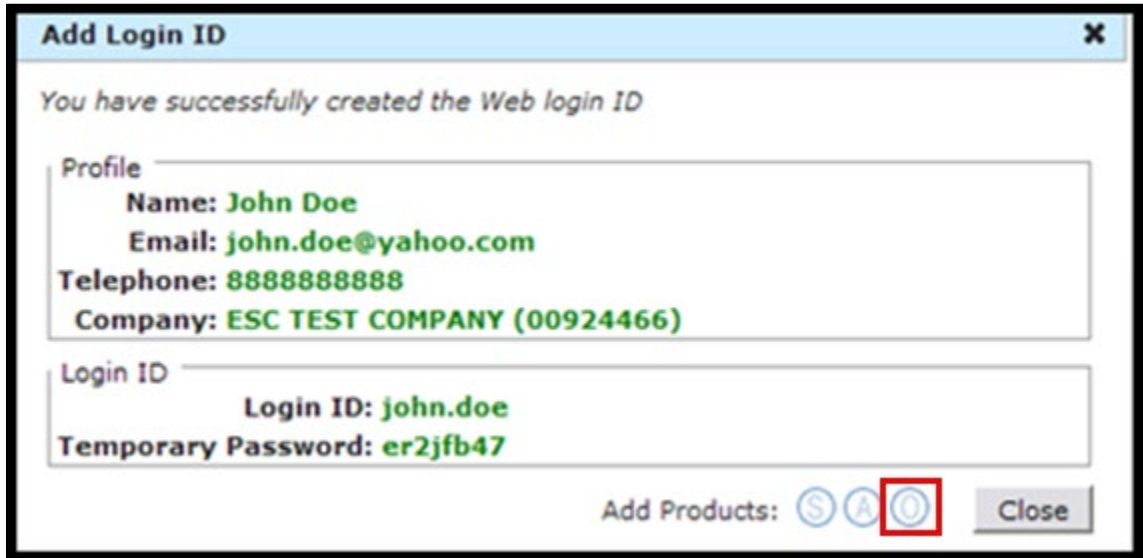 Add Login ID ✖
You have successfully created the Web login ID
Profile
Name: John Doe
Email: john.doe@yahoo.com
Telephone: 8888888888
Company: ESC TEST COMPANY (00924466)
Login ID
Login ID: john.doe
Temporary Password: er2jfb47
Add Products: S A O Close